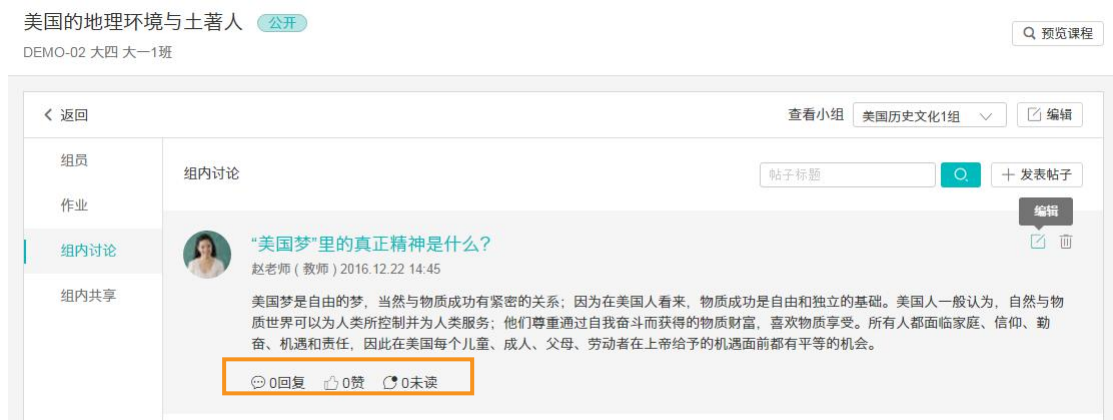 美国的地理环境与土著人 公开
DEMO-02 大四 大一1班
预览课程
返回
查看小组 美国历史文化1组 编辑
组员
作业
组内讨论
组内共享
组内讨论
帖子标题
发表帖子
编辑
“美国梦”里的真正精神是什么?
赵老师 ( 教师 ) 2016.12.22 14:45
美国梦是自由的梦，当然与物质成功有紧密的关系；因为在美国人看来，物质成功是自由和独立的基础。美国人一般认为，自然与物
质世界可以为人类所控制并为人类服务；他们尊重通过自我奋斗而获得的物质财富，喜欢物质享受。所有人都面临家庭、信仰、勤
奋、机遇和责任，因此在美国每个儿童、成人、父母、劳动者在上帝给予的机遇面前都有平等的机会。
0回复 0赞 0未读